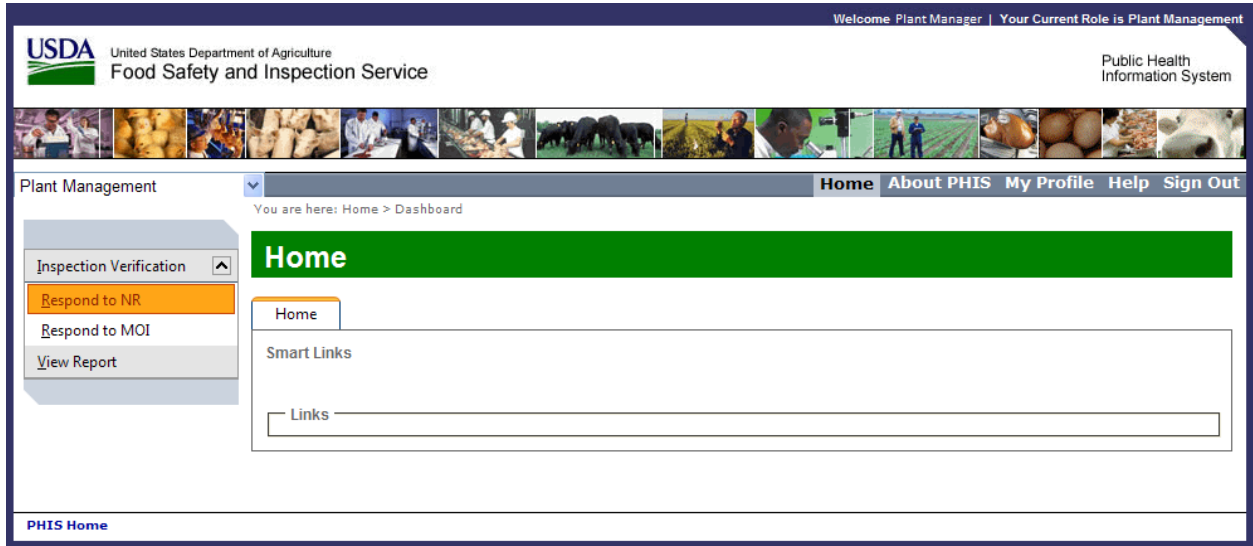 Welcome Plant Manager | Your Current Role is Plant Management
USDA
United States Department of Agriculture
Food Safety and Inspection Service
Public Health
Information System
Plant Management
Home About PHIS My Profile Help Sign Out
You are here: Home > Dashboard
Inspection Verification
Respond to NR
Respond to MOI
View Report
Home
Home
Smart Links
Links
PHIS Home